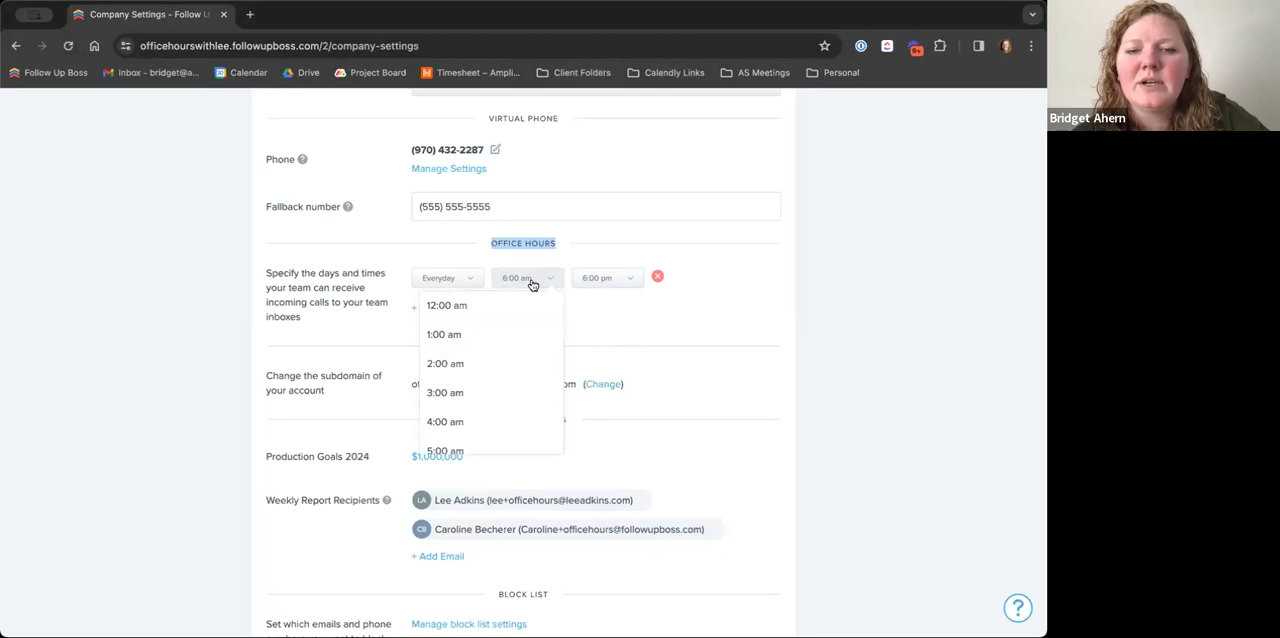 Company Settings - Follow U
officehourswithlee.followupboss.com/2/company-settings
9+
Follow Up Boss
Inbox - bridget@a...
Calendar
Drive
Project Board
Timesheet – Ampli...
Client Folders
Calendly Links
AS Meetings
Personal
Bridget Ahern
VIRTUAL PHONE
Phone
(970) 432-2287
Manage Settings
Fallback number
(555) 555-5555
OFFICE HOURS
Specify the days and times
your team can receive
incoming calls to your team
inboxes
Everyday
6:00 am
6:00 pm
+
12:00 am
1:00 am
2:00 am
3:00 am
4:00 am
5:00 am
Change the subdomain of
your account
of
om (Change)
Production Goals 2024
$1,000,000
Weekly Report Recipients
LA Lee Adkins (lee+officehours@leeadkins.com)
CB Caroline Becherer (Caroline+officehours@followupboss.com)
+ Add Email
BLOCK LIST
Set which emails and phone
Manage block list settings